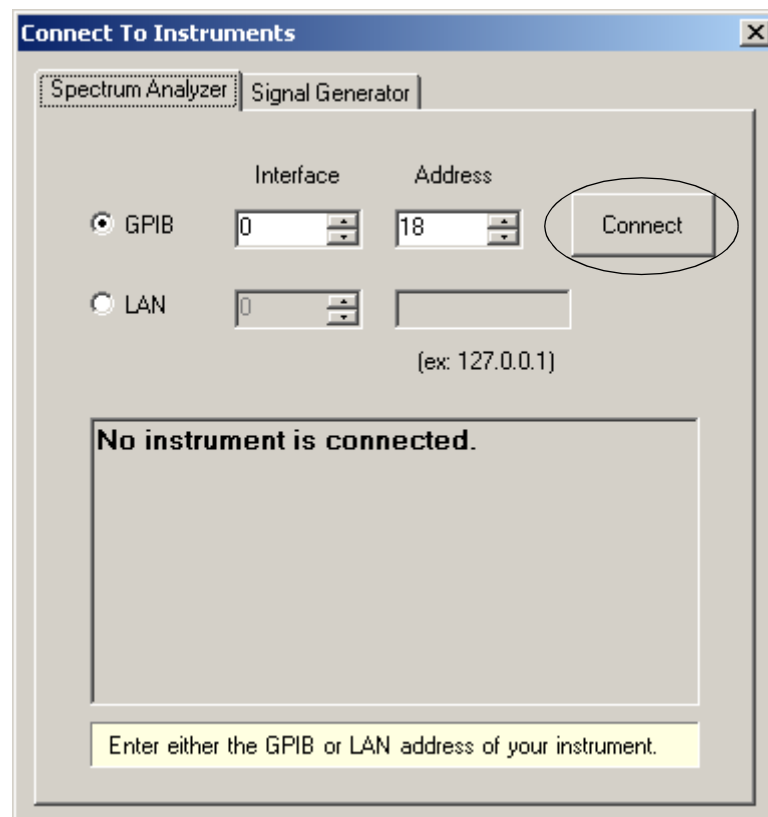 Connect To Instruments
Spectrum Analyzer Signal Generator
Interface Address
GPIB 0 18 Connect
LAN 0
(ex: 127.0.0.1)
No instrument is connected.
Enter either the GPIB or LAN address of your instrument.